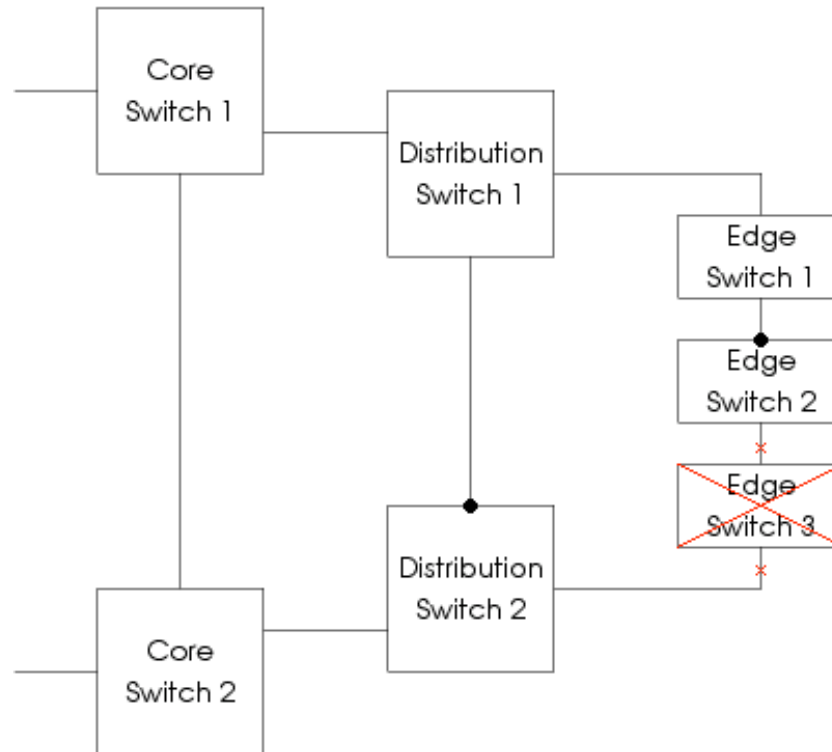 Core
Switch 1
Distribution
Switch 1
Edge
Switch 1
Edge
Switch 2
Edge
Switch 3
Distribution
Switch 2
Core
Switch 2